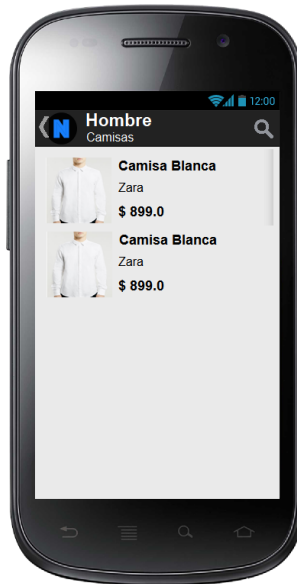 12:00
N
Hombre
Camisas
Camisa Blanca
Zara
$ 899.0
Camisa Blanca
Zara
$ 899.0